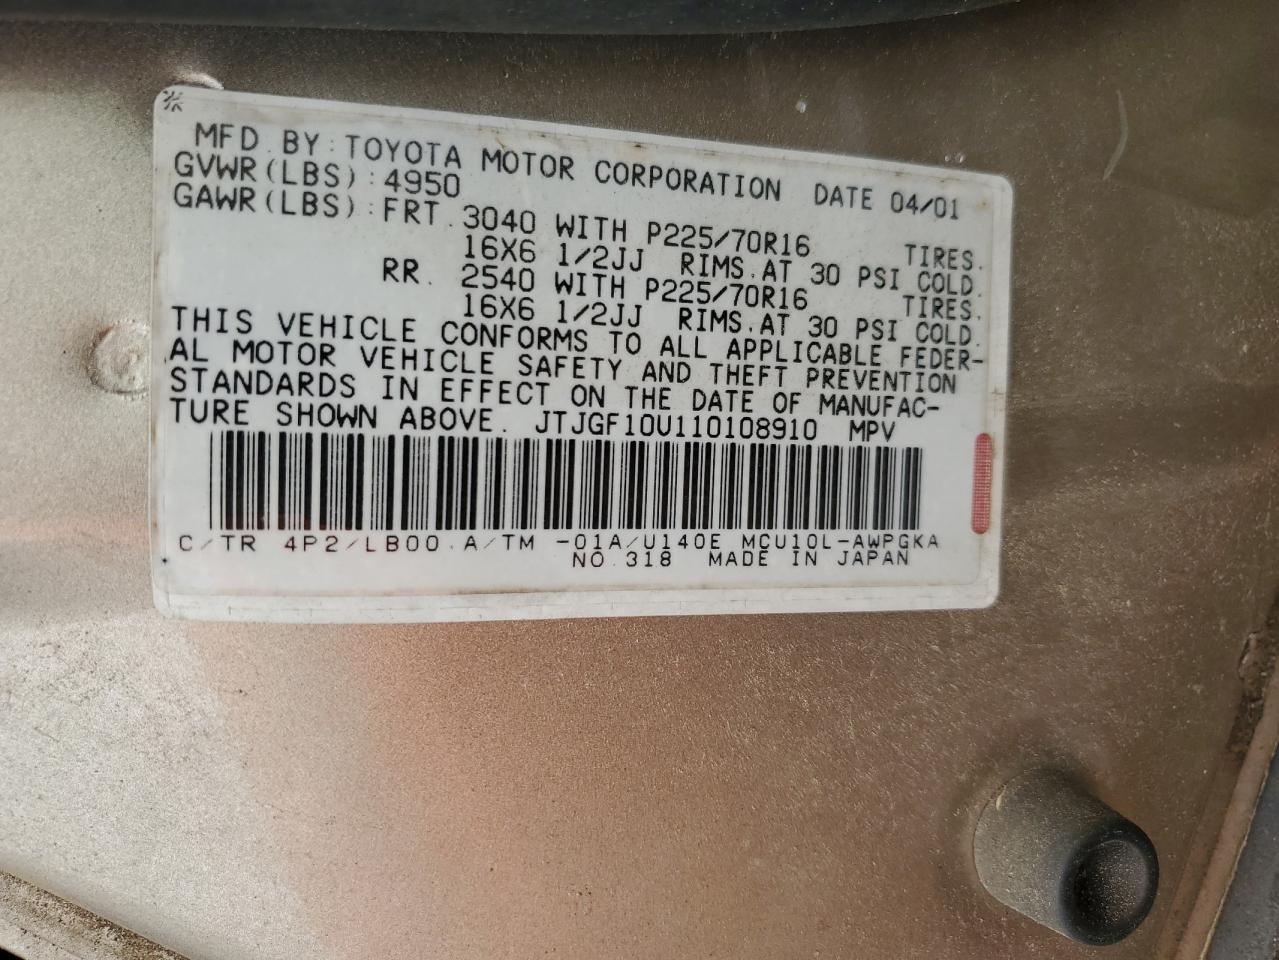 MFD. BY: TOYOTA MOTOR CORPORATION DATE 04/01
GVWR(LBS): 4950
GAWR(LBS): FRT. 3040 WITH P225/70R16 TIRES.
16X6 1/2JJ RIMS.AT 30 PSI COLD.
RR. 2540 WITH P225/70R16 TIRES.
16X6 1/2JJ RIMS.AT 30 PSI COLD.
THIS VEHICLE CONFORMS TO ALL APPLICABLE FEDER-
AL MOTOR VEHICLE SAFETY AND THEFT PREVENTION
STANDARDS IN EFFECT ON THE DATE OF MANUFAC-
TURE SHOWN ABOVE. JTJGF10U110108910 MPV
C/TR 4P2/LB00 A/TM -01A/U140E MCU10L-AWPGKA
NO.318 MADE IN JAPAN